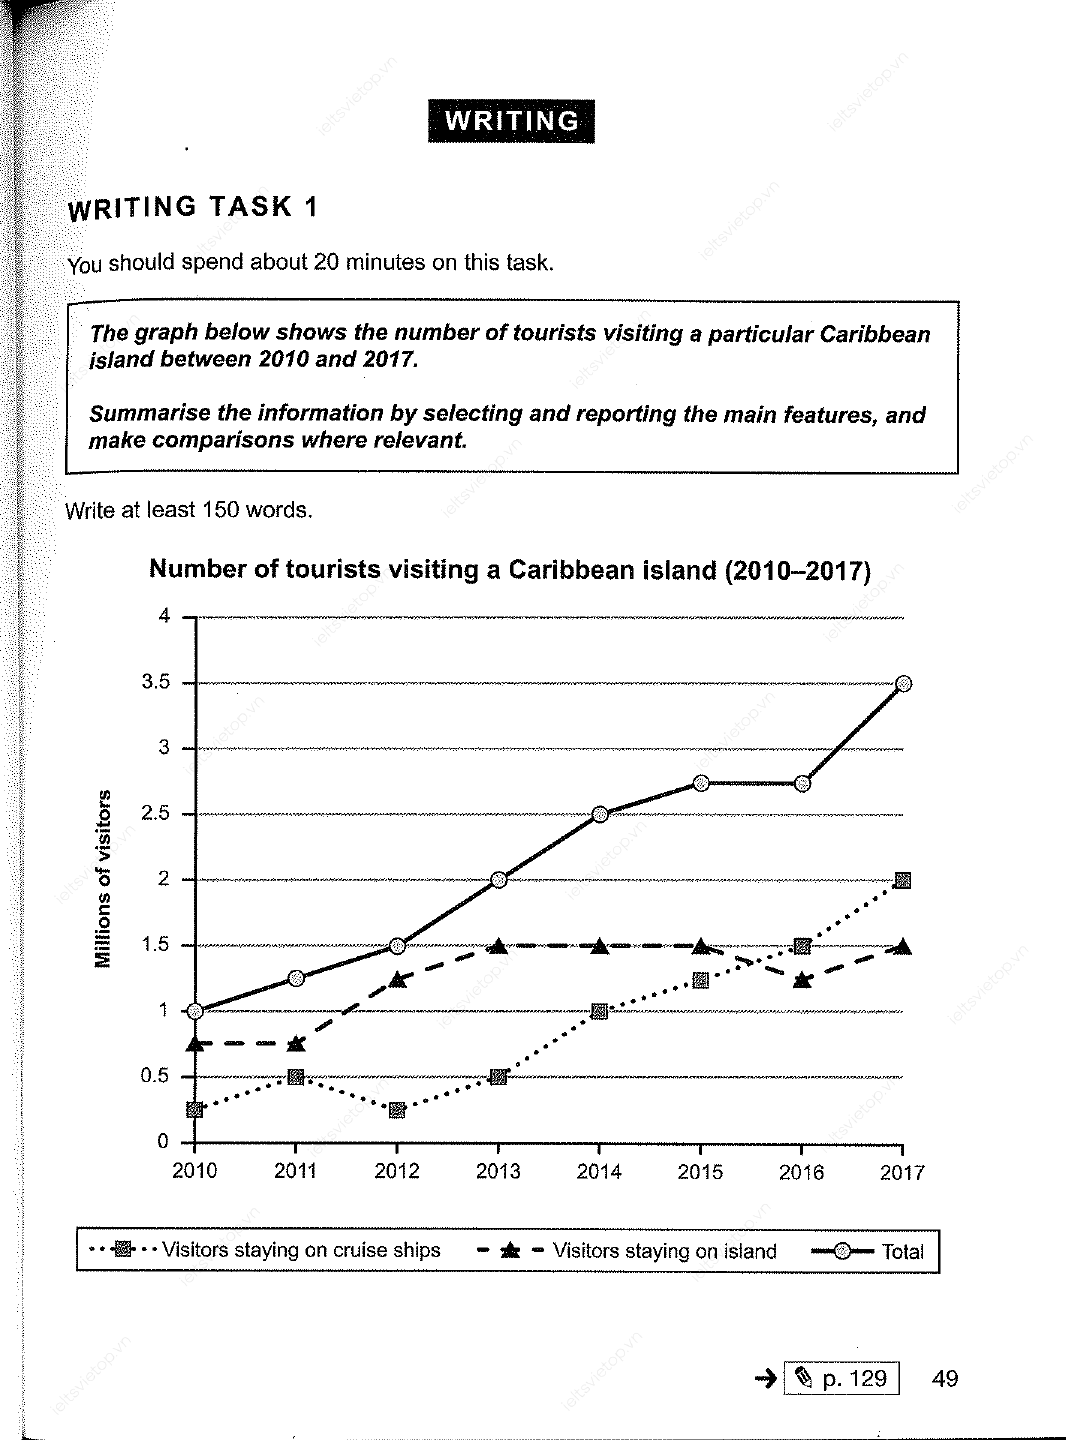 WRITING
WRITING TASK 1
You should spend about 20 minutes on this task.
The graph below shows the number of tourists visiting a particular Caribbean
island between 2010 and 2017.
Summarise the information by selecting and reporting the main features, and
make comparisons where relevant.
Write at least 150 words.
Number of tourists visiting a Caribbean island (2010–2017)
Millions of visitors
4
3.5
3
2.5
2
1.5
1
0.5
0
2010 2011 2012 2013 2014 2015 2016 2017
Visitors staying on cruise ships Visitors staying on island Total
→ p. 129 49
ieltsvietop.vn